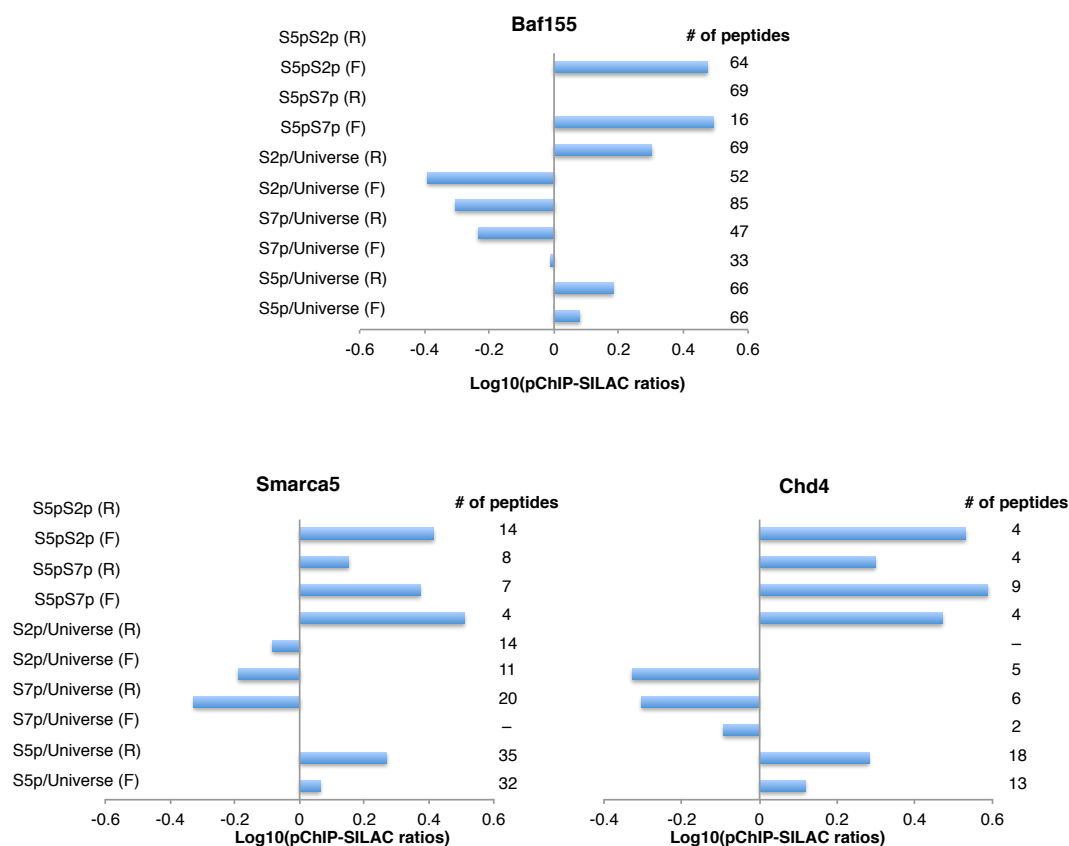 Baf155
# of peptides
S5pS2p (R)
64
S5pS2p (F)
69
S5pS7p (R)
16
S5pS7p (F)
69
S2p/Universe (R)
52
S2p/Universe (F)
85
S7p/Universe (R)
47
S7p/Universe (F)
33
S5p/Universe (R)
66
S5p/Universe (F)
66
-0.6 -0.4 -0.2 0 0.2 0.4 0.6
Log10(pChIP-SILAC ratios)
Smarca5
# of peptides
S5pS2p (R)
14
S5pS2p (F)
8
S5pS7p (R)
7
S5pS7p (F)
4
S2p/Universe (R)
14
S2p/Universe (F)
11
S7p/Universe (R)
20
S7p/Universe (F)
–
S5p/Universe (R)
35
S5p/Universe (F)
32
-0.6 -0.4 -0.2 0 0.2 0.4 0.6
Log10(pChIP-SILAC ratios)
Chd4
# of peptides
4
4
9
4
–
5
6
2
18
13
-0.4 -0.2 0 0.2 0.4 0.6
Log10(pChIP-SILAC ratios)